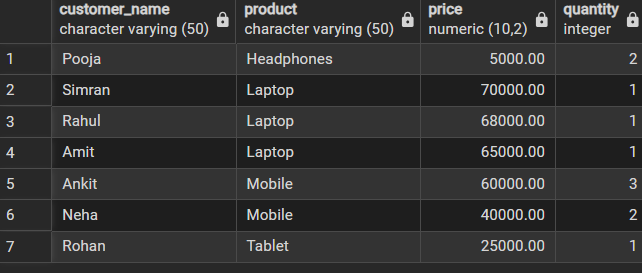 customer_name product price quantity
character varying (50) character varying (50) numeric (10,2) integer
1 Pooja Headphones 5000.00 2
2 Simran Laptop 70000.00 1
3 Rahul Laptop 68000.00 1
4 Amit Laptop 65000.00 1
5 Ankit Mobile 60000.00 3
6 Neha Mobile 40000.00 2
7 Rohan Tablet 25000.00 1